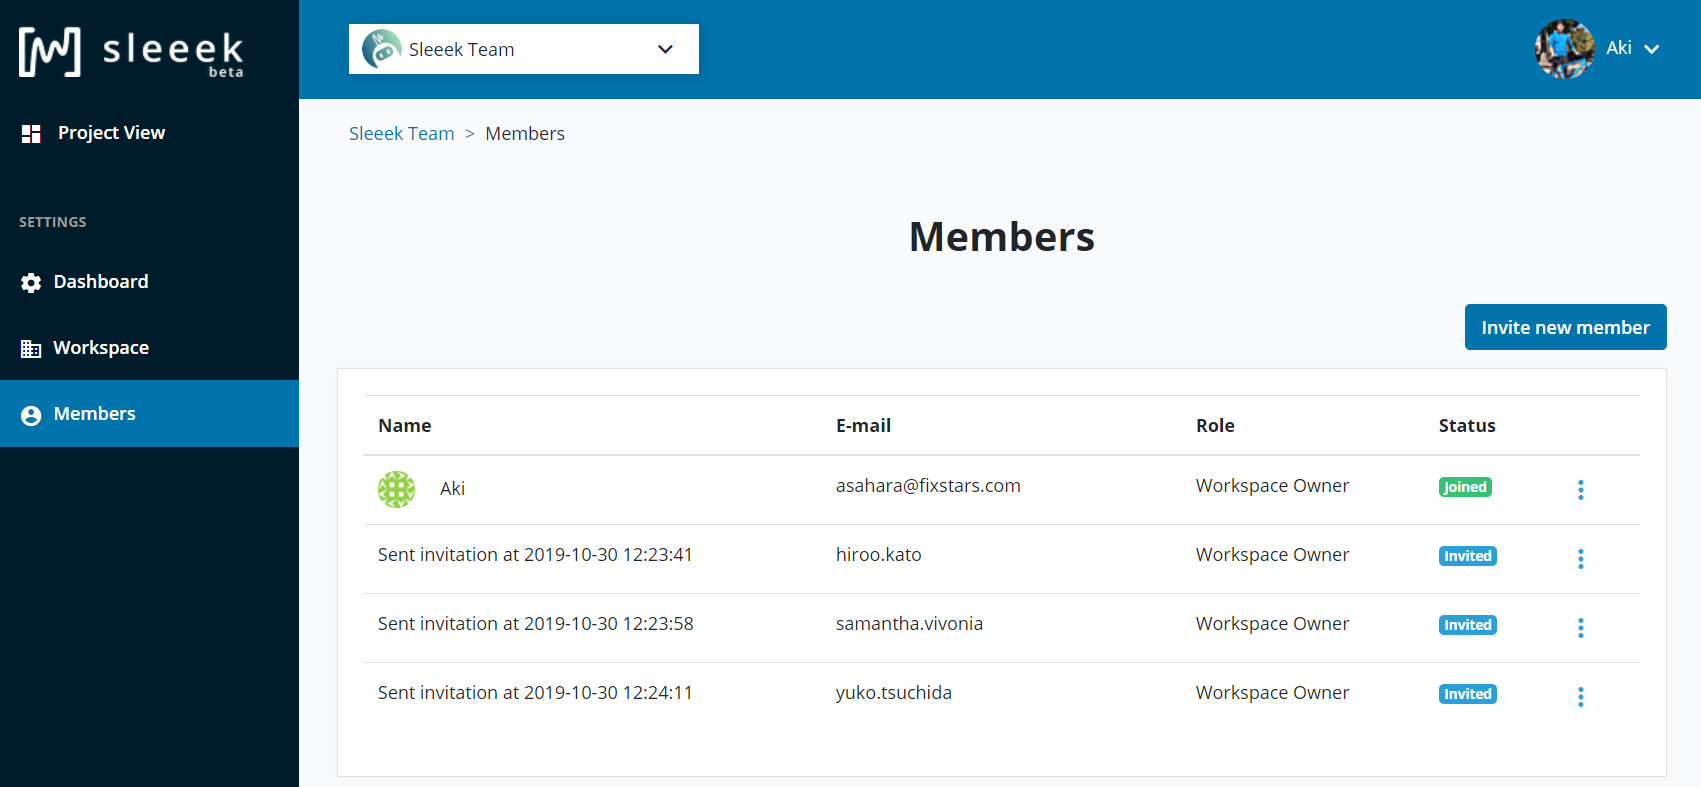 sleeek
beta
Sleeek Team
Aki
Project View
SETTINGS
Dashboard
Workspace
Members
Sleeek Team > Members
Members
Invite new member
Name E-mail Role Status
Aki asahara@fixstars.com Workspace Owner Joined
Sent invitation at 2019-10-30 12:23:41 hiroo.kato Workspace Owner Invited
Sent invitation at 2019-10-30 12:23:58 samantha.vivonia Workspace Owner Invited
Sent invitation at 2019-10-30 12:24:11 yuko.tsuchida Workspace Owner Invited